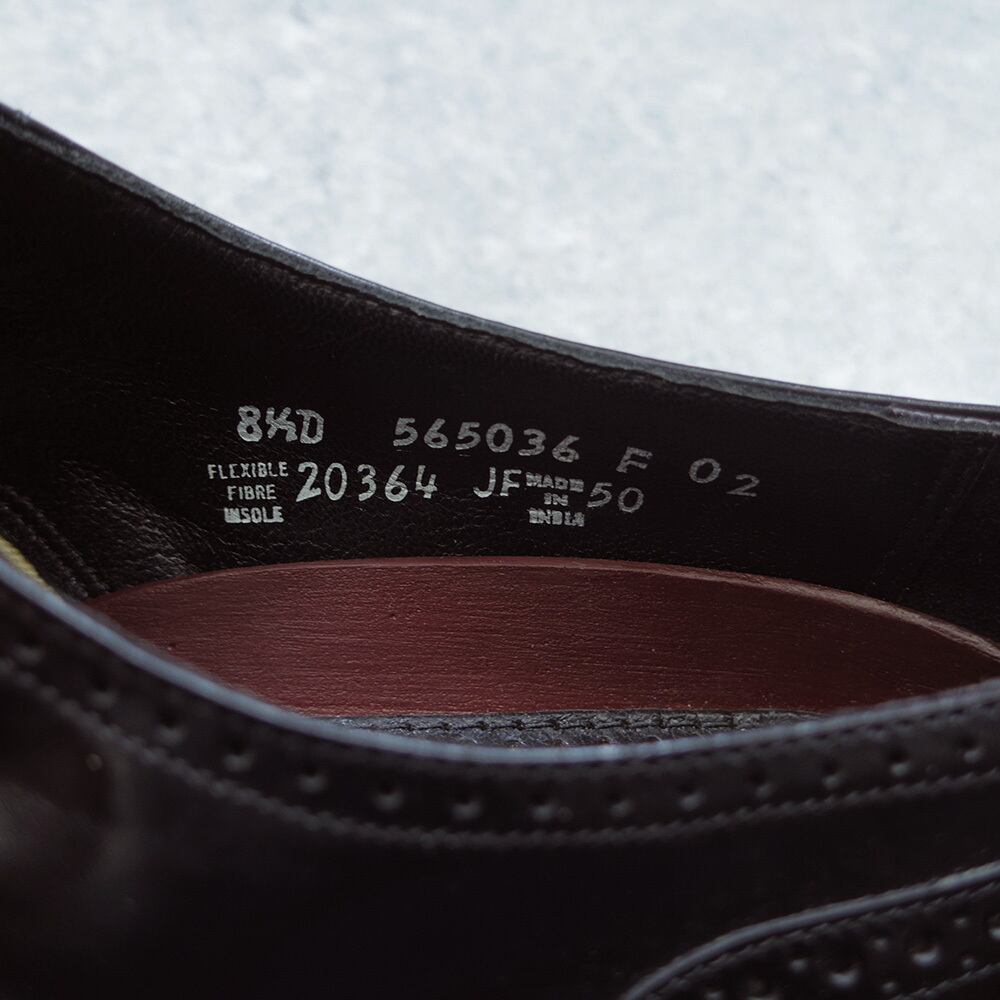 8½D 565036 F 02
FLEXIBLE FIBRE INSOLE 20364 JF MADE IN INDIA 50